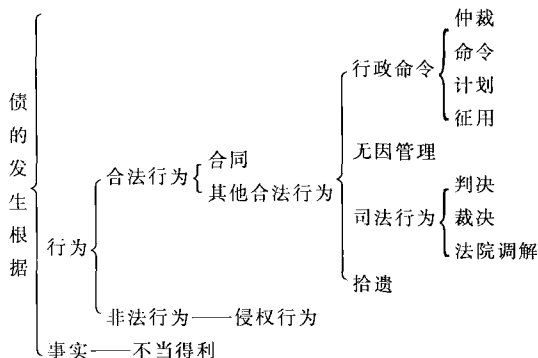 债的发生根据
行为
合法行为
合同
其他合法行为
行政命令
仲裁
命令
计划
征用
无因管理
司法行为
判决
裁决
法院调解
拾遗
非法行为——侵权行为
事实——不当得利